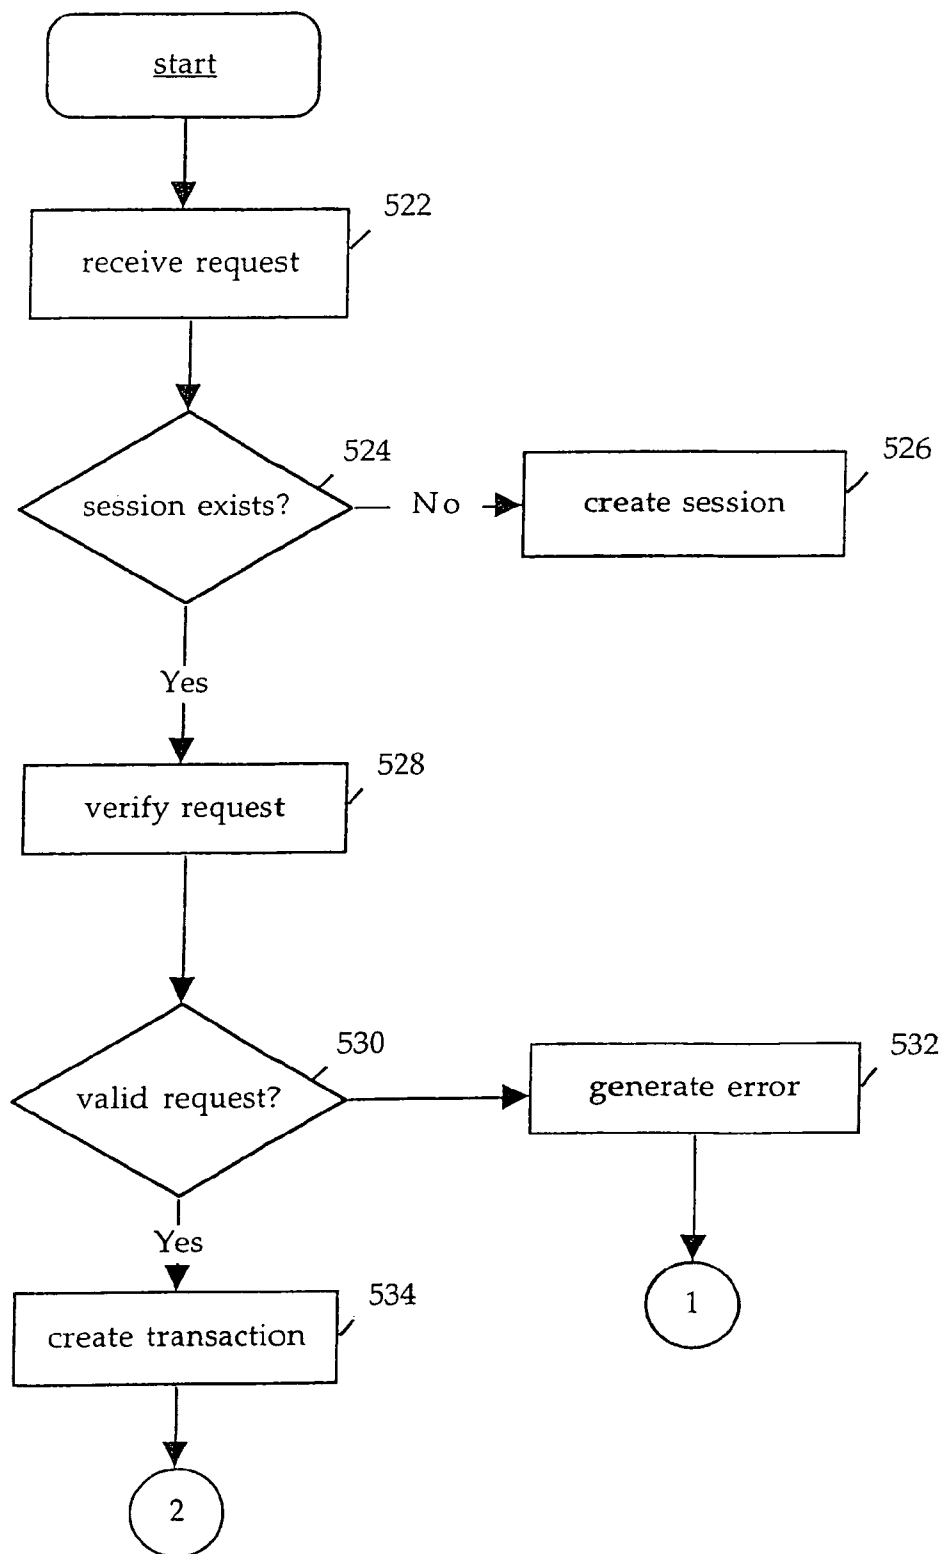 start
522
receive request
524
526
session exists?
No
create session
Yes
528
verify request
530
532
valid request?
generate error
Yes
534
1
create transaction
2